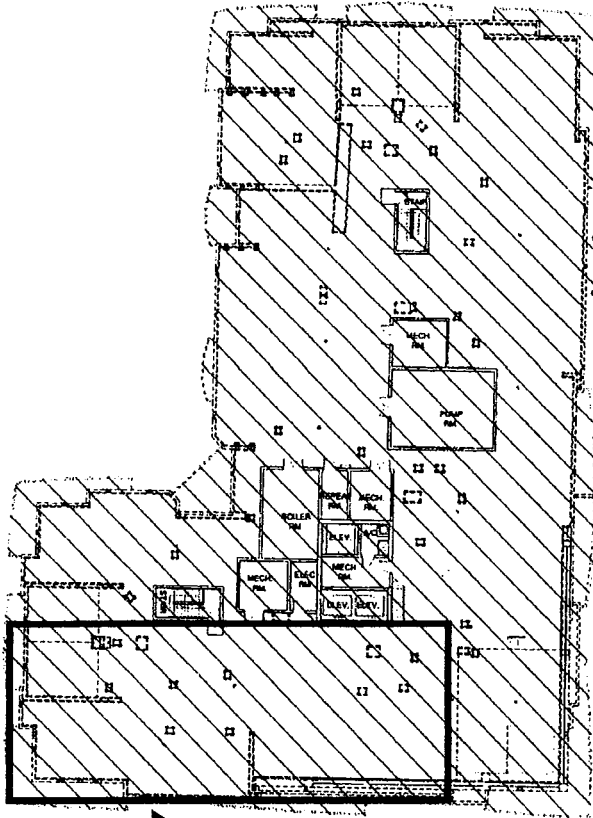 STAIR
MECH
RM.
PUMP
RM.
BOILER
RM.
REPEAT
RM.
MECH.
RM.
ELEV.
MECH.
RM.
ELEC
RM.
MECH
RM.
ELEV.
ELEV.
STAIR